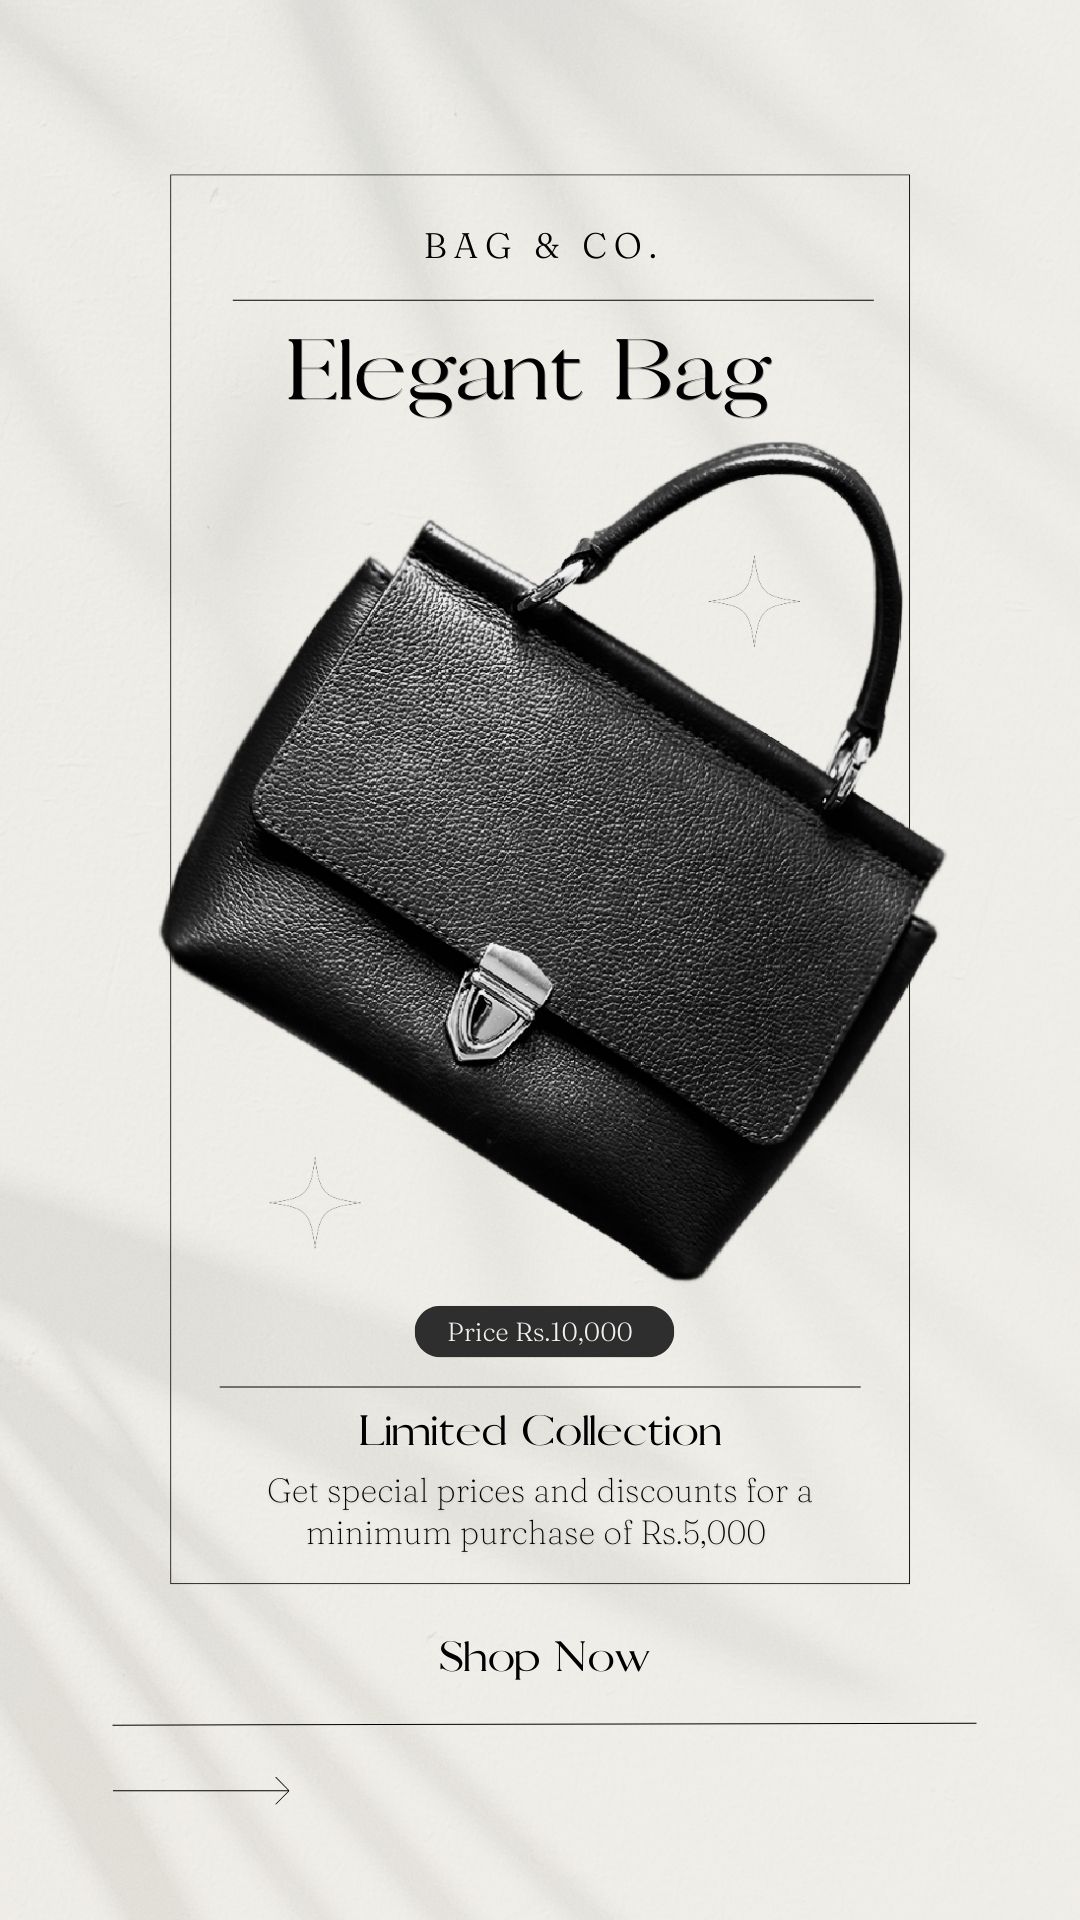 BAG & CO.
Elegant Bag
Price Rs.10,000
Limited Collection
Get special prices and discounts for a
minimum purchase of Rs.5,000
Shop Now